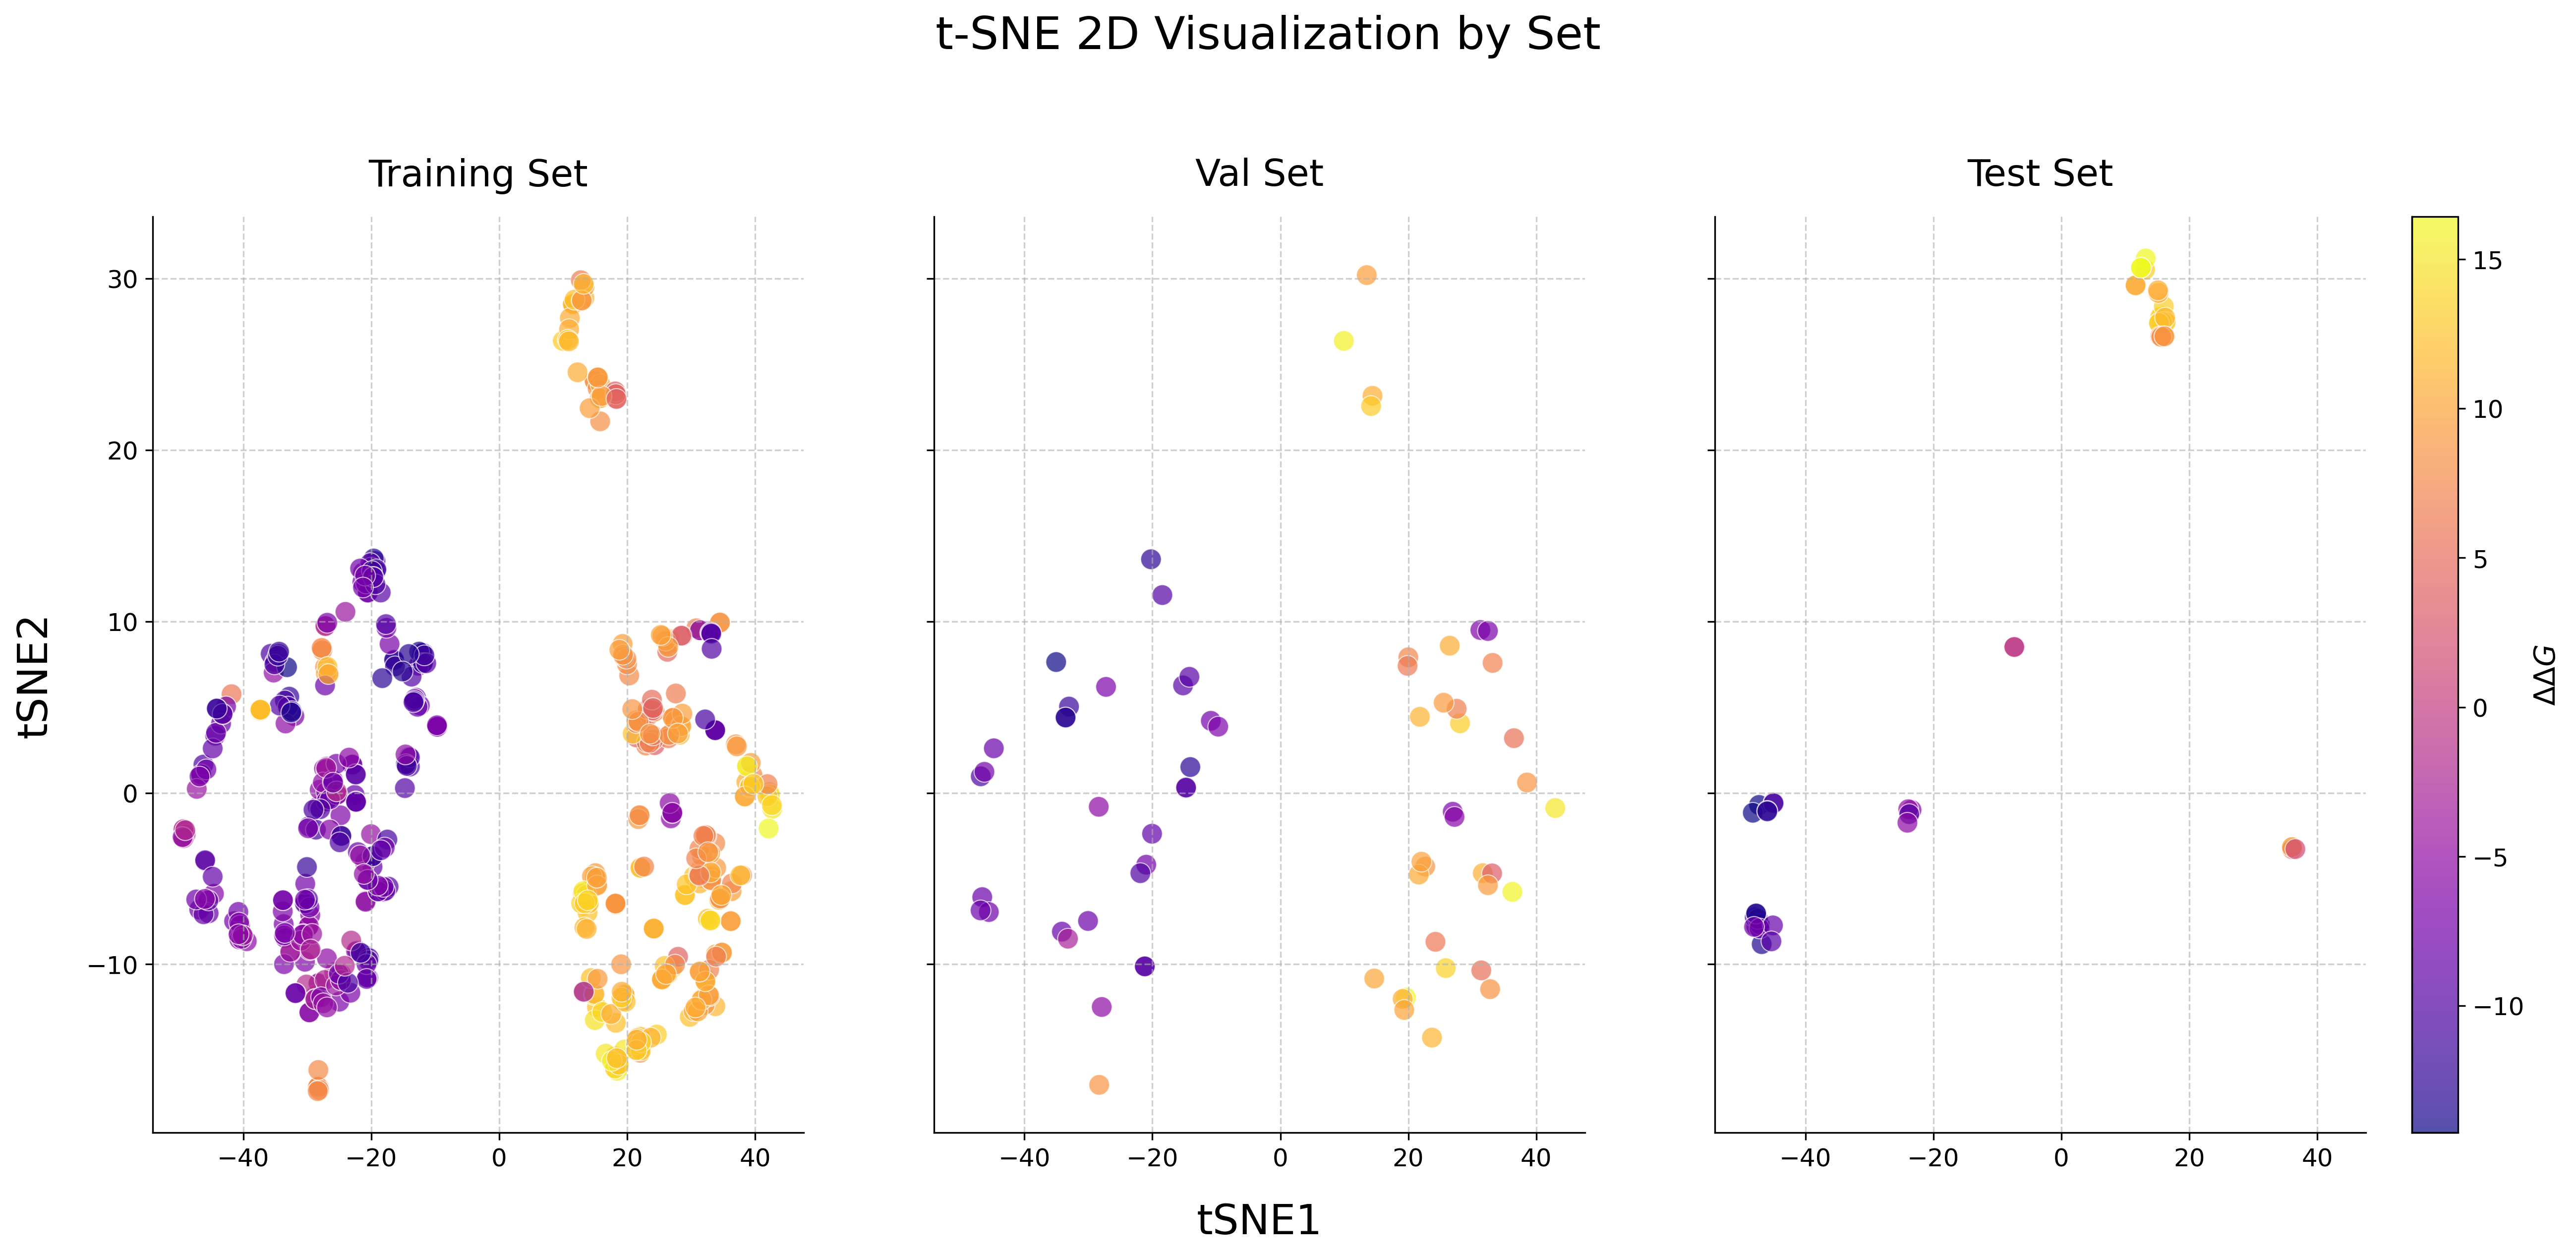 t-SNE 2D Visualization by Set
Training Set
Val Set
Test Set
tSNE2
30
20
10
0
−10
−40 −20 0 20 40
−40 −20 0 20 40
−40 −20 0 20 40
tSNE1
15
10
5
0
−5
−10
ΔΔG